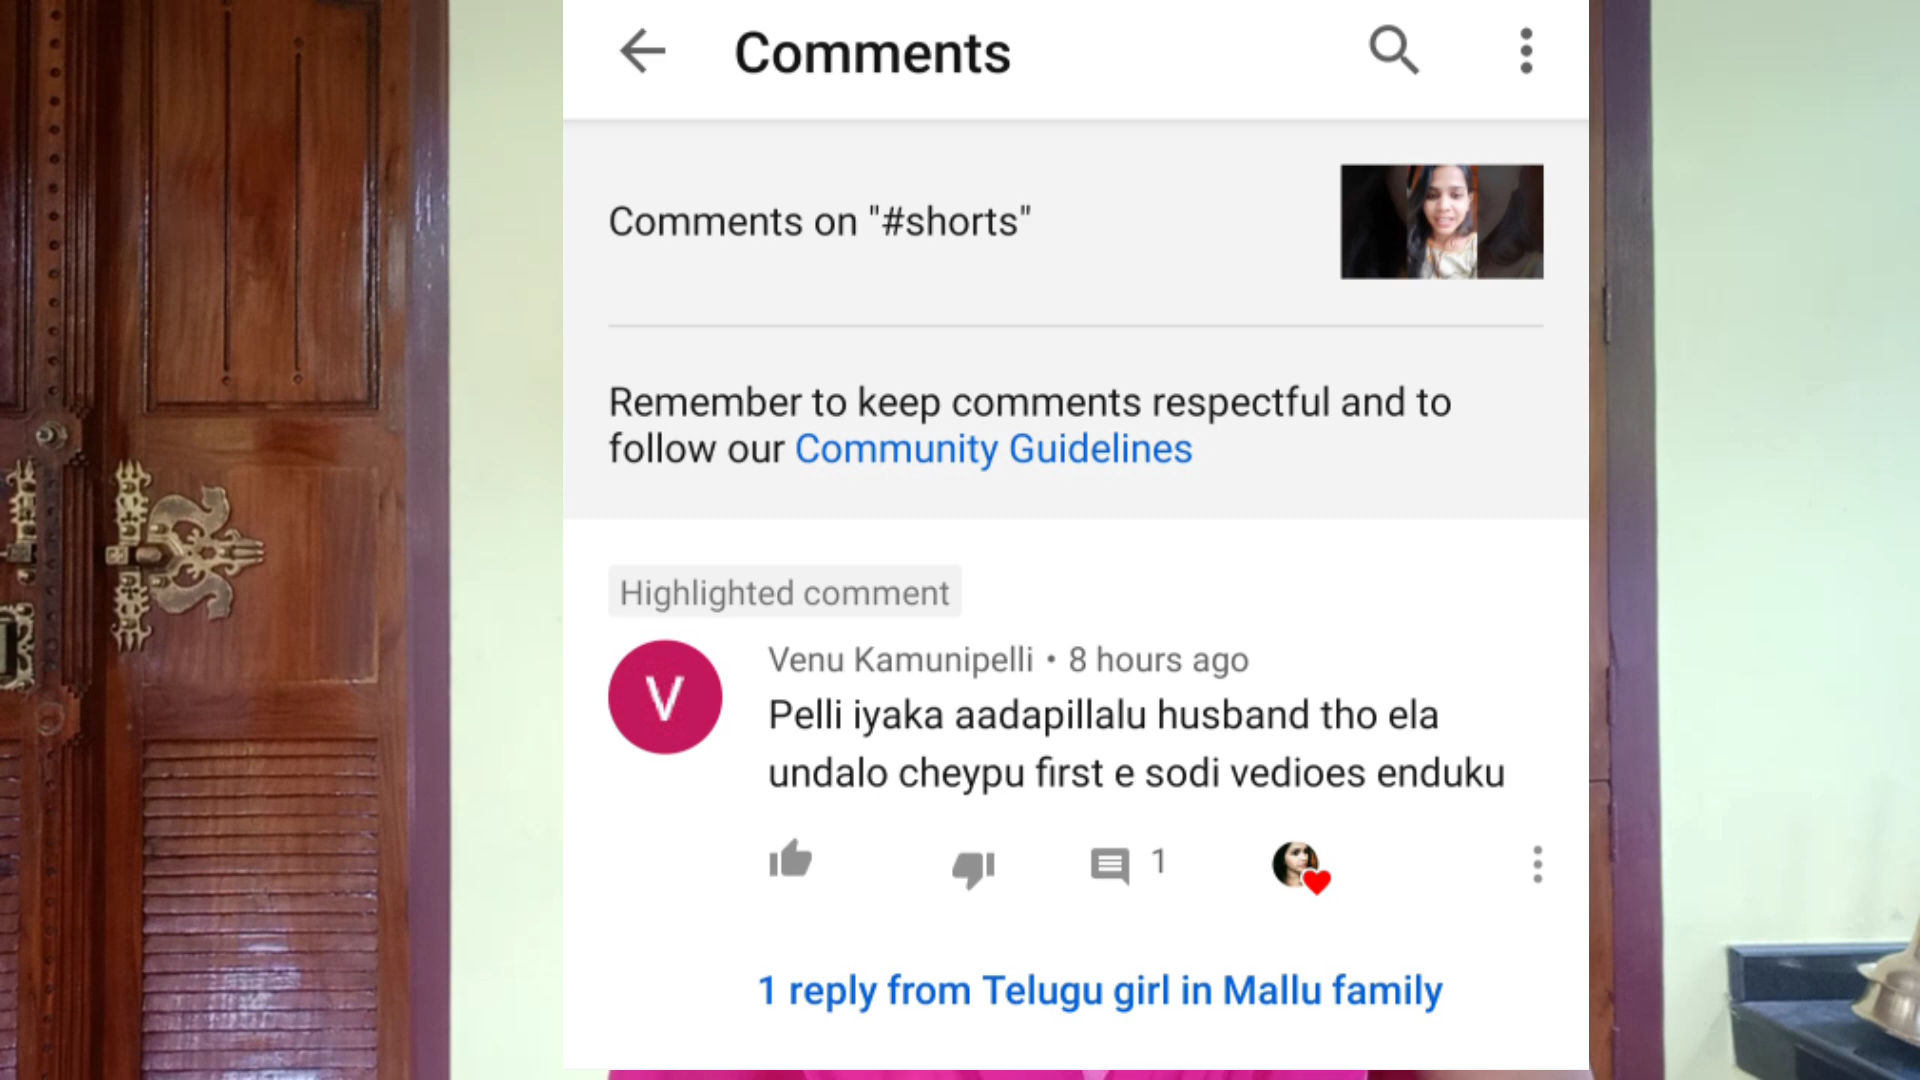 Comments
Comments on "#shorts"
Remember to keep comments respectful and to
follow our Community Guidelines
Highlighted comment
V
Venu Kamunipelli • 8 hours ago
Pelli iyaka aadapillalu husband tho ela
undalo cheypu first e sodi vedioes enduku
1
1 reply from Telugu girl in Mallu family